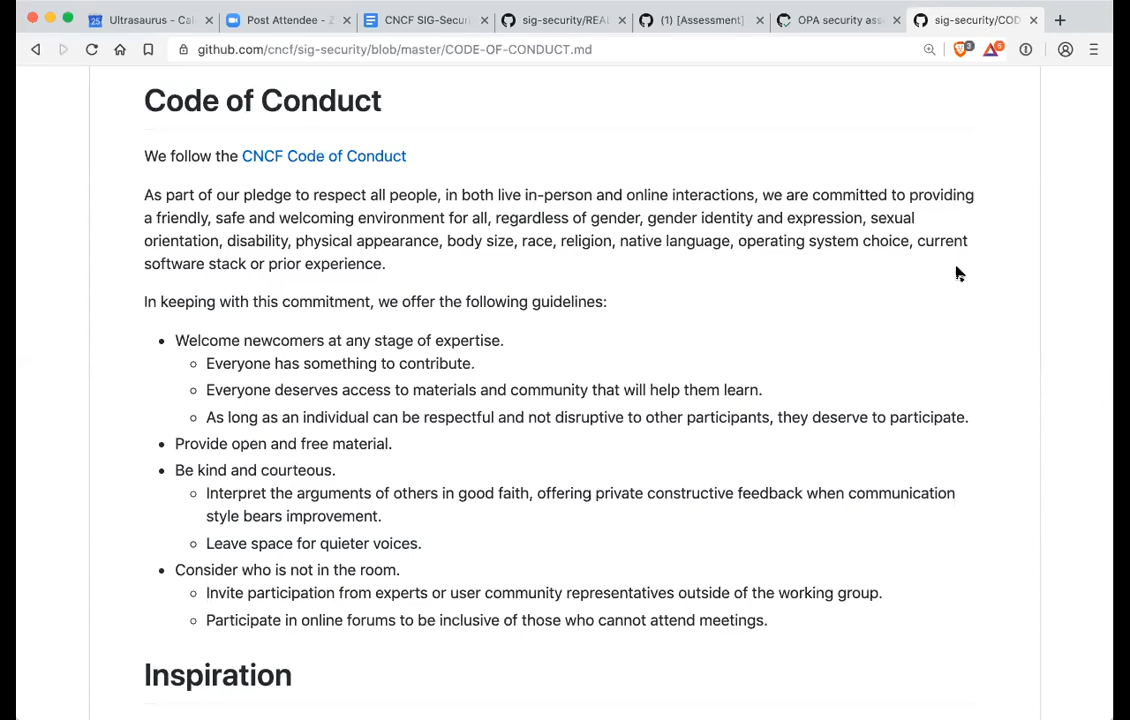 Ultrasaurus - Cal
Post Attendee - Z
CNCF SIG-Secur
sig-security/REA
(1) [Assessment]
OPA security ass
sig-security/COD
github.com/cncf/sig-security/blob/master/CODE-OF-CONDUCT.md
3
5
Code of Conduct
We follow the CNCF Code of Conduct
As part of our pledge to respect all people, in both live in-person and online interactions, we are committed to providing
a friendly, safe and welcoming environment for all, regardless of gender, gender identity and expression, sexual
orientation, disability, physical appearance, body size, race, religion, native language, operating system choice, current
software stack or prior experience.
In keeping with this commitment, we offer the following guidelines:
Welcome newcomers at any stage of expertise.
Everyone has something to contribute.
Everyone deserves access to materials and community that will help them learn.
As long as an individual can be respectful and not disruptive to other participants, they deserve to participate.
Provide open and free material.
Be kind and courteous.
Interpret the arguments of others in good faith, offering private constructive feedback when communication
style bears improvement.
Leave space for quieter voices.
Consider who is not in the room.
Invite participation from experts or user community representatives outside of the working group.
Participate in online forums to be inclusive of those who cannot attend meetings.
Inspiration